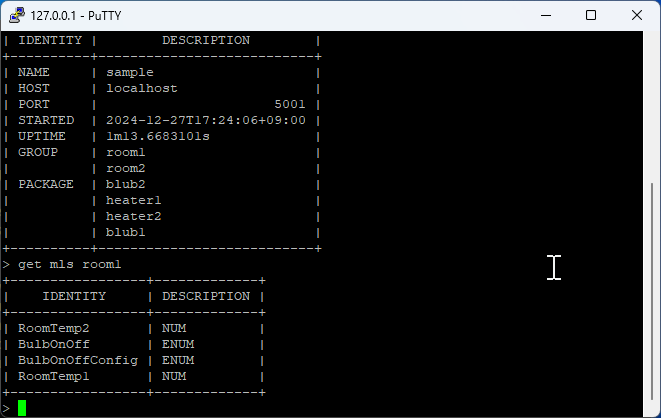 127.0.0.1 - PuTTY
| IDENTITY |        DESCRIPTION        |
+----------+---------------------------+
| NAME     | sample                    |
| HOST     | localhost                 |
| PORT     |                      5001 |
| STARTED  | 2024-12-27T17:24:06+09:00 |
| UPTIME   | 1m13.6683101s             |
| GROUP    | room1                     |
|          | room2                     |
| PACKAGE  | blub2                     |
|          | heater1                   |
|          | heater2                   |
|          | blub1                     |
+----------+---------------------------+
> get mls room1
+-----------------+-------------+
|    IDENTITY     | DESCRIPTION |
+-----------------+-------------+
| RoomTemp2       | NUM         |
| BulbOnOff       | ENUM        |
| BulbOnOffConfig | ENUM        |
| RoomTemp1       | NUM         |
+-----------------+-------------+
>